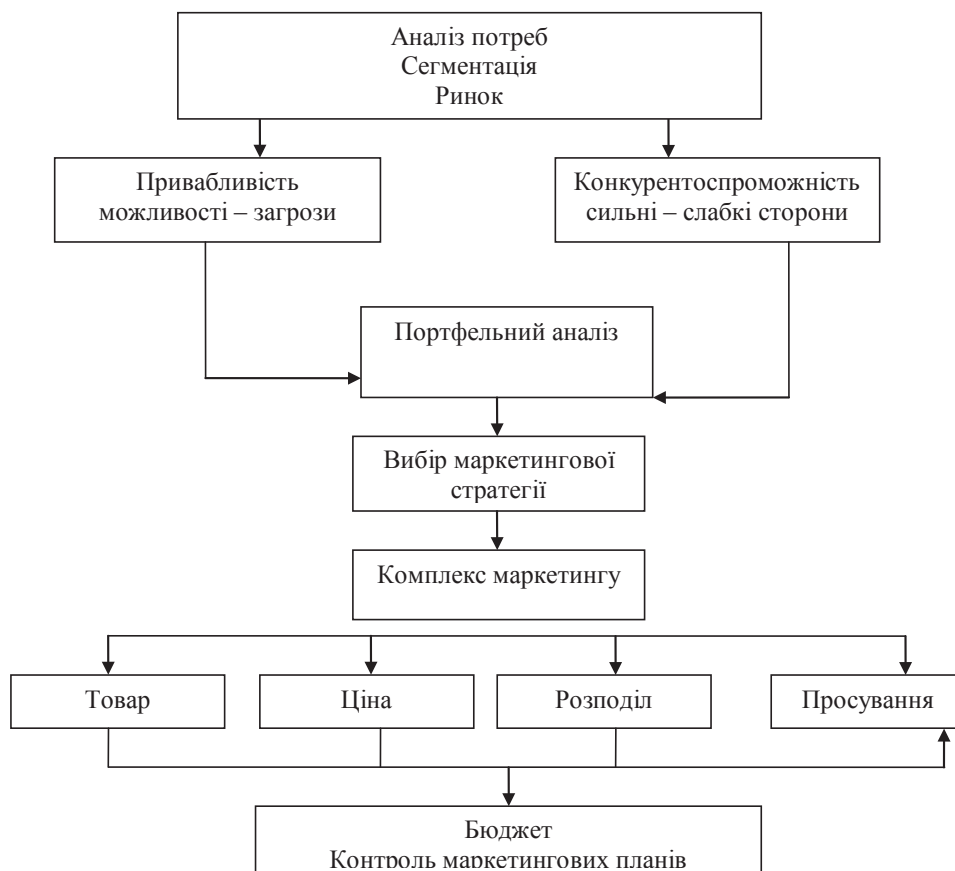 Аналіз потреб
Сегментація
Ринок
Привабливість
можливості – загрози
Конкурентоспроможність
сильні – слабкі сторони
Портфельний аналіз
Вибір маркетингової
стратегії
Комплекс маркетингу
Товар
Ціна
Розподіл
Просування
Бюджет
Контроль маркетингових планів